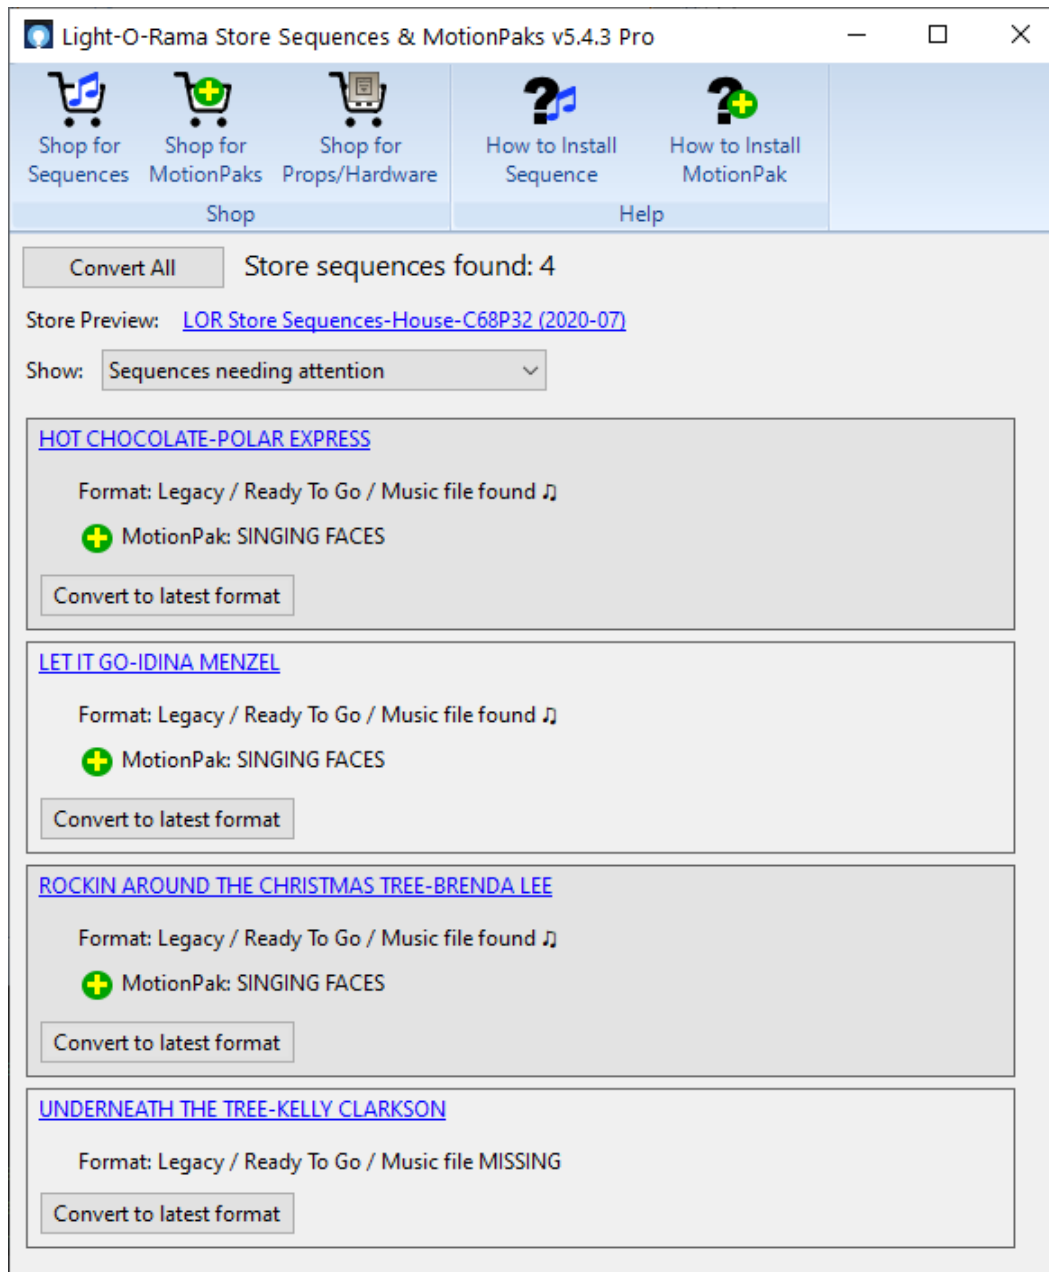 Light-O-Rama Store Sequences & MotionPaks v5.4.3 Pro
Shop for Sequences
Shop for MotionPaks
Shop for Props/Hardware
How to Install Sequence
How to Install MotionPak
Shop
Help
Convert All
Store sequences found: 4
Store Preview: LOR Store Sequences-House-C68P32 (2020-07)
Show: Sequences needing attention
HOT CHOCOLATE-POLAR EXPRESS
Format: Legacy / Ready To Go / Music file found ♫
MotionPak: SINGING FACES
Convert to latest format
LET IT GO-IDINA MENZEL
Format: Legacy / Ready To Go / Music file found ♫
MotionPak: SINGING FACES
Convert to latest format
ROCKIN AROUND THE CHRISTMAS TREE-BRENDA LEE
Format: Legacy / Ready To Go / Music file found ♫
MotionPak: SINGING FACES
Convert to latest format
UNDERNEATH THE TREE-KELLY CLARKSON
Format: Legacy / Ready To Go / Music file MISSING
Convert to latest format